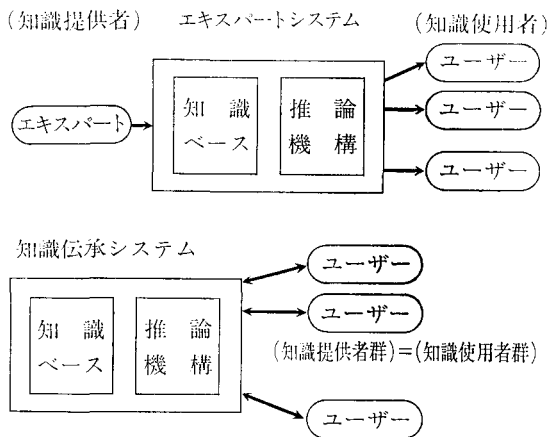 (知識提供者) エキスパートシステム (知識使用者)
ユーザー
エキスパート
知識
ベース
推論
機構
ユーザー
ユーザー
知識伝承システム
ユーザー
ユーザー
知識
ベース
推論
機構
(知識提供者群)=(知識使用者群)
ユーザー